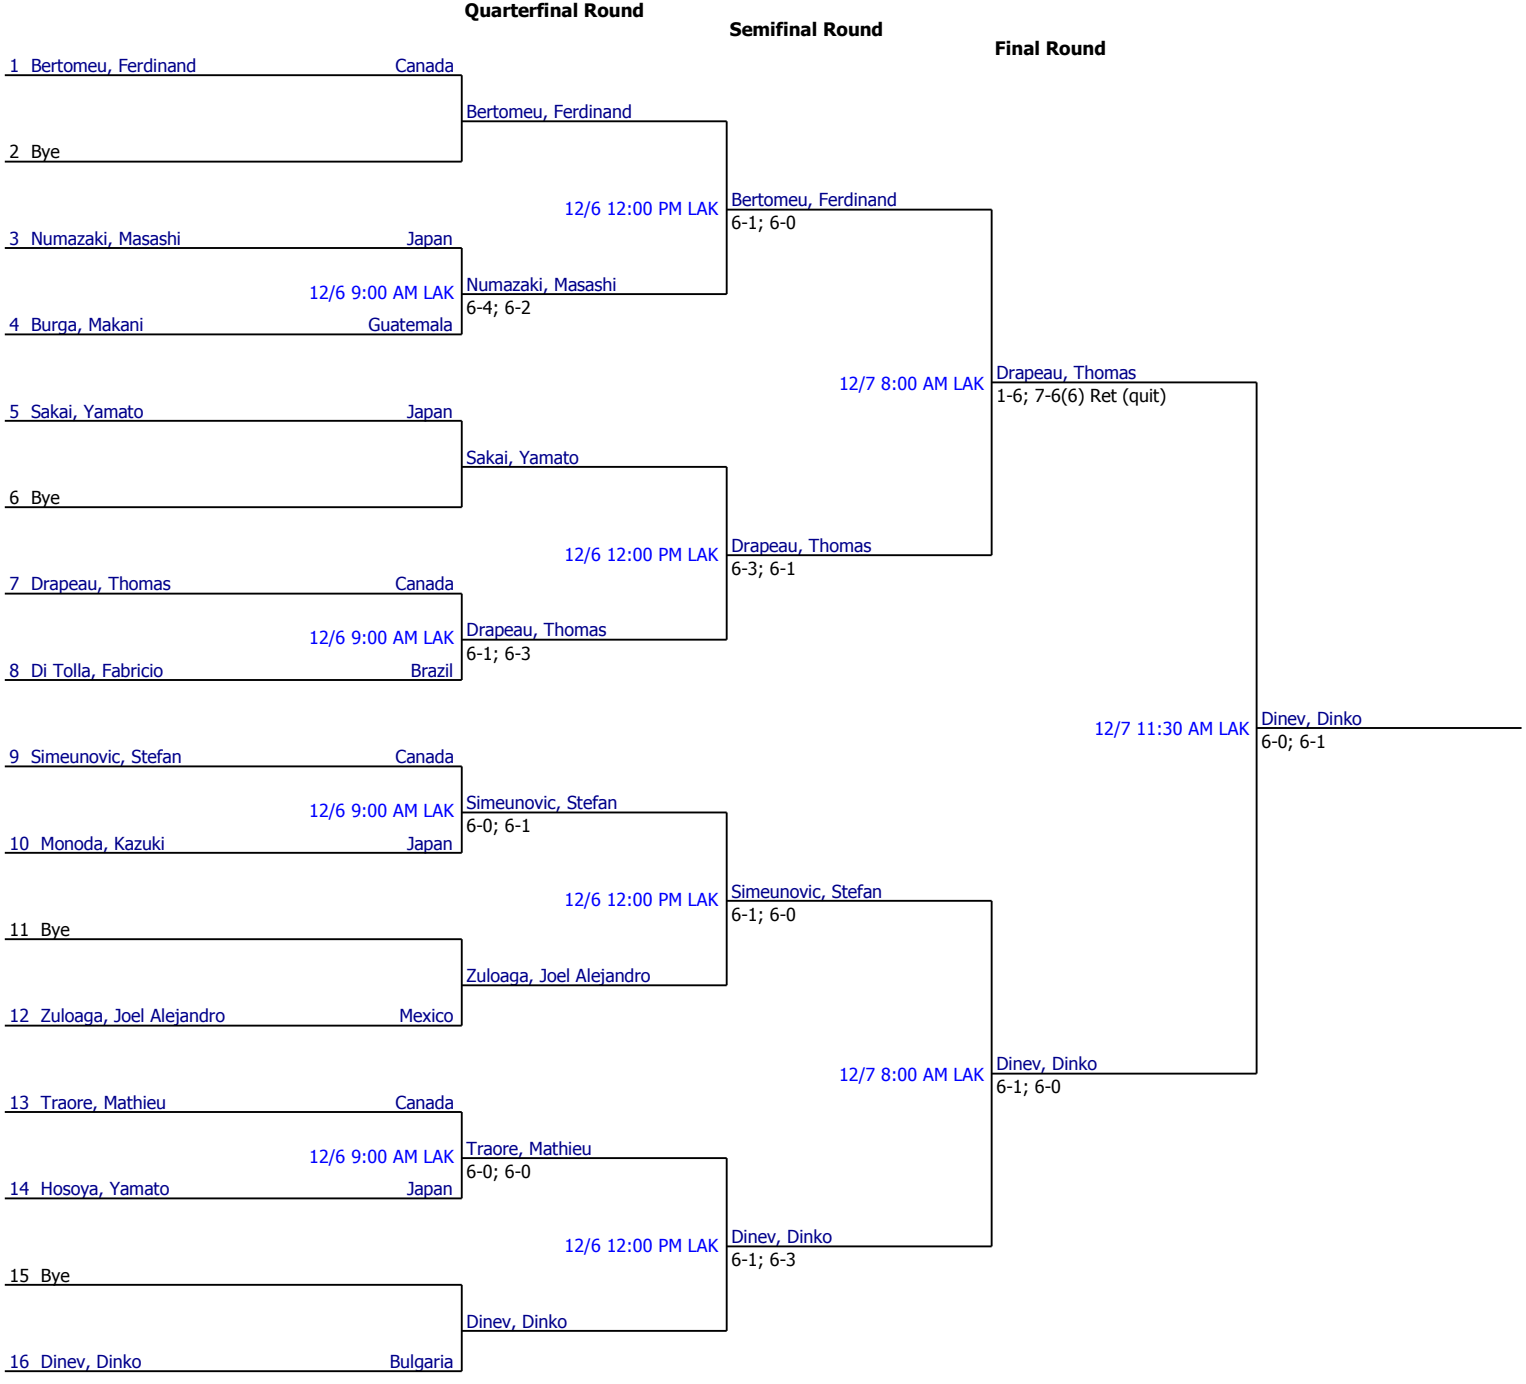 Quarterfinal Round
Semifinal Round
Final Round
1 Bertomeu, Ferdinand Canada
Bertomeu, Ferdinand
2 Bye
12/6 12:00 PM LAK Bertomeu, Ferdinand
6-1; 6-0
3 Numazaki, Masashi Japan
12/6 9:00 AM LAK Numazaki, Masashi
6-4; 6-2
4 Burga, Makani Guatemala
12/7 8:00 AM LAK Drapeau, Thomas
1-6; 7-6(6) Ret (quit)
5 Sakai, Yamato Japan
Sakai, Yamato
6 Bye
12/6 12:00 PM LAK Drapeau, Thomas
6-3; 6-1
7 Drapeau, Thomas Canada
12/6 9:00 AM LAK Drapeau, Thomas
6-1; 6-3
8 Di Tolla, Fabricio Brazil
12/7 11:30 AM LAK Dinev, Dinko
6-0; 6-1
9 Simeunovic, Stefan Canada
12/6 9:00 AM LAK Simeunovic, Stefan
6-0; 6-1
10 Monoda, Kazuki Japan
12/6 12:00 PM LAK Simeunovic, Stefan
6-1; 6-0
11 Bye
Zuloaga, Joel Alejandro
12 Zuloaga, Joel Alejandro Mexico
12/7 8:00 AM LAK Dinev, Dinko
6-1; 6-0
13 Traore, Mathieu Canada
12/6 9:00 AM LAK Traore, Mathieu
6-0; 6-0
14 Hosoya, Yamato Japan
12/6 12:00 PM LAK Dinev, Dinko
6-1; 6-3
15 Bye
Dinev, Dinko
16 Dinev, Dinko Bulgaria